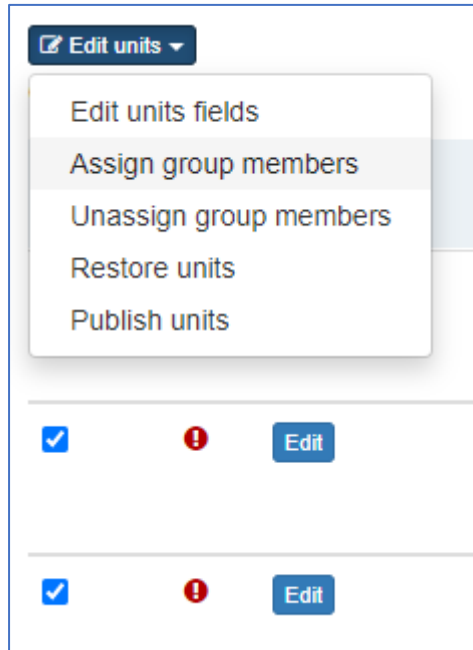 Edit units
Edit units fields
Assign group members
Unassign group members
Restore units
Publish units
Edit
Edit